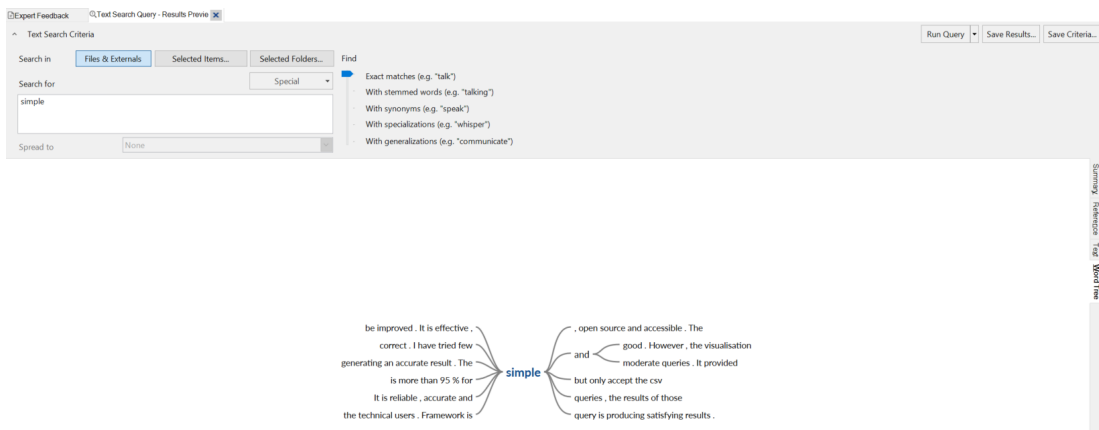 Expert Feedback
Text Search Query - Results Previe
Text Search Criteria
Run Query
Save Results...
Save Criteria...
Search in
Files & Externals
Selected Items...
Selected Folders...
Find
Search for
Special
Exact matches (e.g. "talk")
With stemmed words (e.g. "talking")
simple
With synonyms (e.g. "speak")
With specializations (e.g. "whisper")
With generalizations (e.g. "communicate")
Spread to
None
Summary
Reference
Text
Word Tree
be improved . It is effective ,
correct . I have tried few
generating an accurate result . The
is more than 95 % for
It is reliable , accurate and
the technical users . Framework is
simple
, open source and accessible . The
and
good . However , the visualisation
moderate queries . It provided
but only accept the csv
queries , the results of those
query is producing satisfying results .